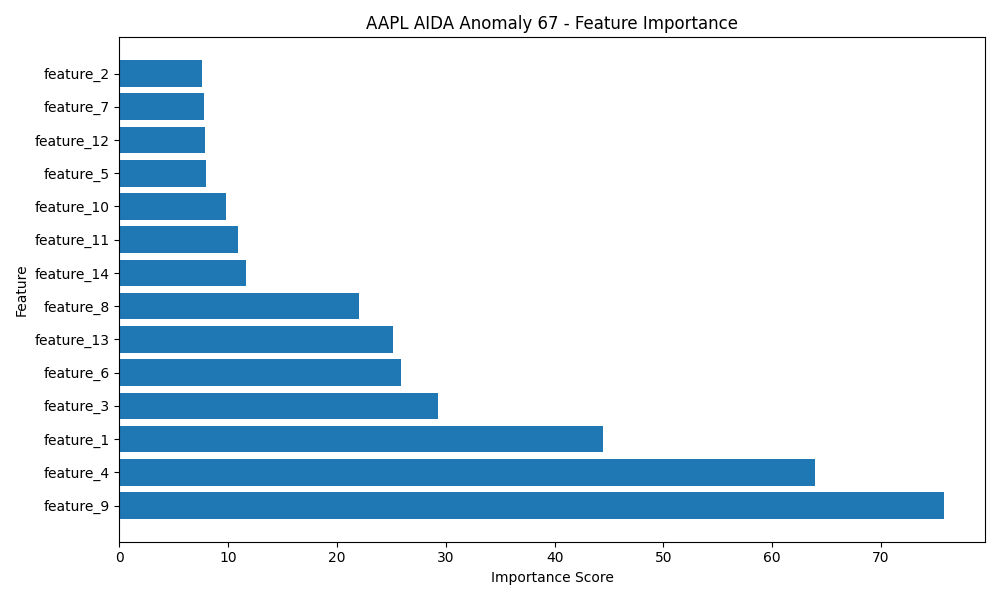 AAPL AIDA Anomaly 67 - Feature Importance
Feature
feature_2
feature_7
feature_12
feature_5
feature_10
feature_11
feature_14
feature_8
feature_13
feature_6
feature_3
feature_1
feature_4
feature_9
0 10 20 30 40 50 60 70
Importance Score